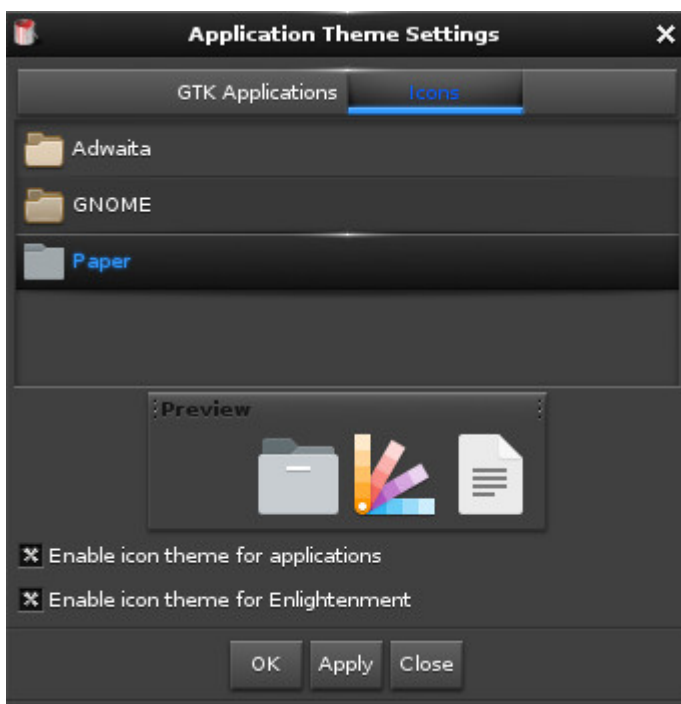 Application Theme Settings
GTK Applications Icons
Adwaita
GNOME
Paper
Preview
Enable icon theme for applications
Enable icon theme for Enlightenment
OK Apply Close